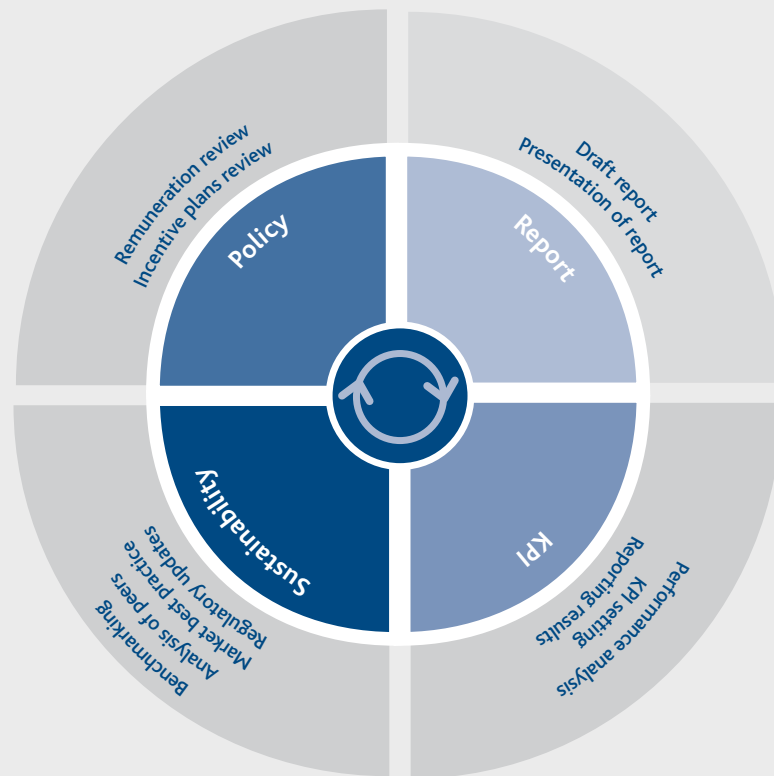 Remuneration review
Incentive plans review
Policy
Draft report
Presentation of report
Report
Sustainability
Regulatory updates
Market best practice
Analysis of peers
Benchmarking
KPI
Reporting results
KPI setting
Performance analysis